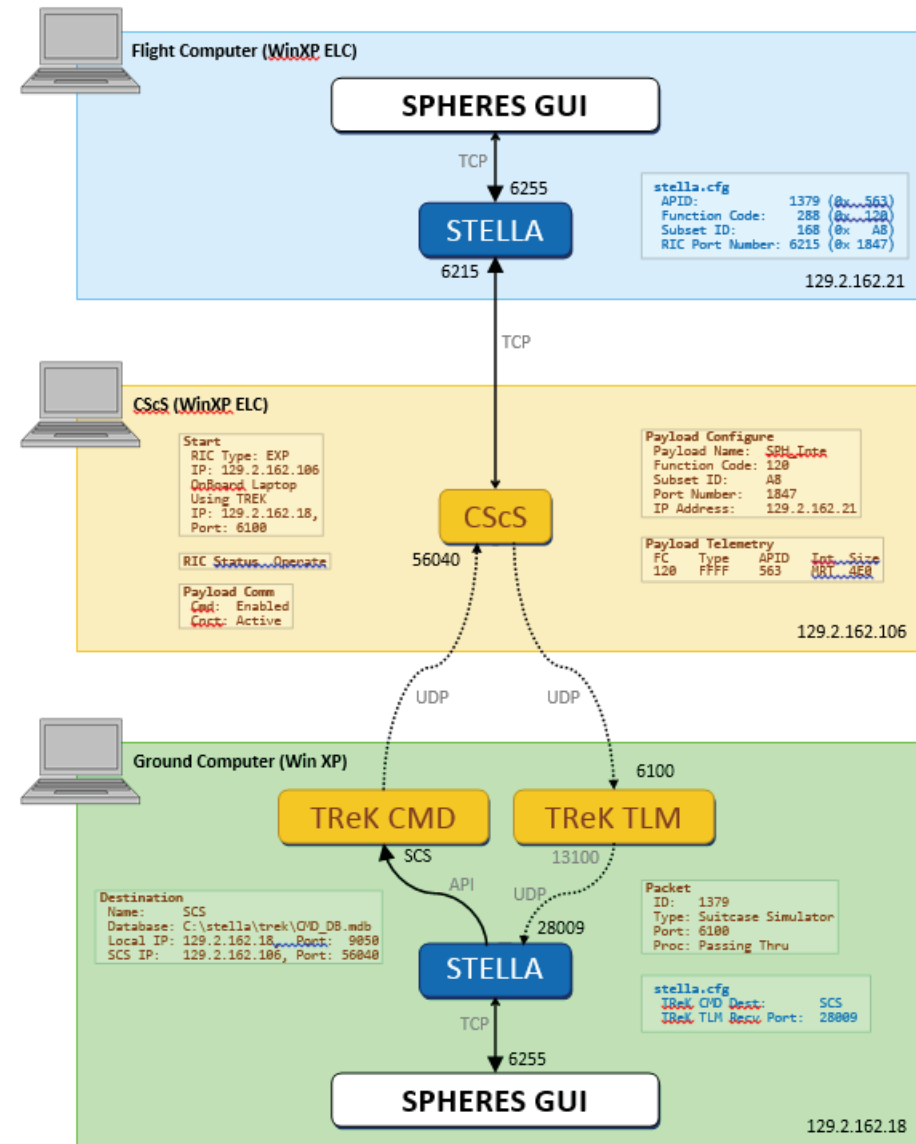 Flight Computer (WinXP ELC)
SPHERES GUI
TCP
6255
STELLA
6215
stella.cfg
APID: 1379 (0x 563)
Function Code: 288 (0x 120)
Subset ID: 168 (0x A8)
RIC Port Number: 6215 (0x 1847)
129.2.162.21
TCP
CScS (WinXP ELC)
Start
RIC Type: EXP
IP: 129.2.162.106
OnBoard Laptop
Using TREK
IP: 129.2.162.18,
Port: 6100
RIC Status Operate
Payload Comm
Cmd: Enabled
Cnct: Active
CScS
56040
Payload Configure
Payload Name: SPH_Inte
Function Code: 120
Subset ID: A8
Port Number: 1847
IP Address: 129.2.162.21
Payload Telemetry
FC Type APID Int Size
120 FFFF 563 MRT 4E0
129.2.162.106
UDP
UDP
Ground Computer (Win XP)
6100
TReK CMD
TReK TLM
SCS
13100
API
UDP
Destination
Name: SCS
Database: C:\stella\trek\CMD_DB.mdb
Local IP: 129.2.162.18, Port: 9050
SCS IP: 129.2.162.106, Port: 56040
28009
STELLA
Packet
ID: 1379
Type: Suitcase Simulator
Port: 6100
Proc: Passing Thru
stella.cfg
TReK CMD Dest: SCS
TReK TLM Recv Port: 28009
TCP
6255
SPHERES GUI
129.2.162.18